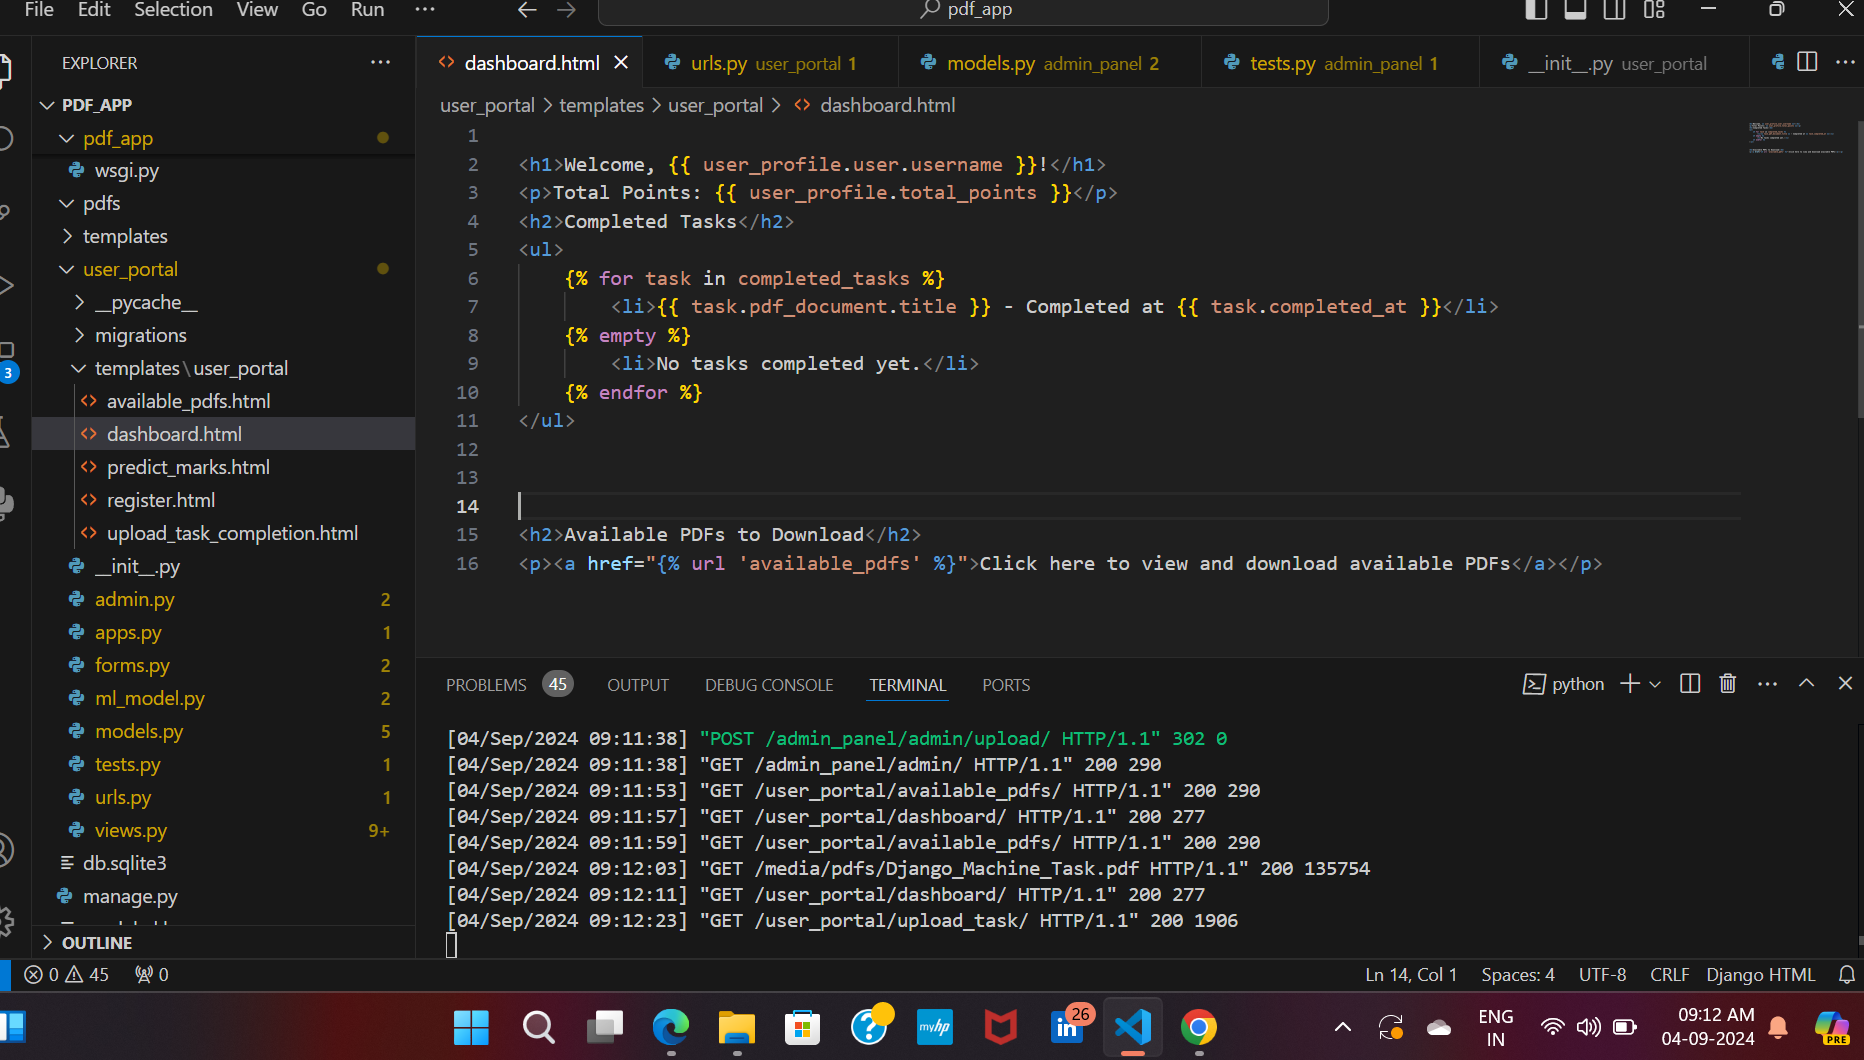 File Edit Selection View Go Run ···
pdf_app
EXPLORER ···
PDF_APP
pdf_app
wsgi.py
pdfs
templates
user_portal
__pycache__
migrations
templates\user_portal
available_pdfs.html
dashboard.html
predict_marks.html
register.html
upload_task_completion.html
__init__.py
admin.py 2
apps.py 1
forms.py 2
ml_model.py 2
models.py 5
tests.py 1
urls.py 1
views.py 9+
db.sqlite3
manage.py
OUTLINE
3
dashboard.html urls.py user_portal 1 models.py admin_panel 2 tests.py admin_panel 1 __init__.py user_portal
user_portal > templates > user_portal > dashboard.html
1
2 <h1>Welcome, {{ user_profile.user.username }}!</h1>
3 <p>Total Points: {{ user_profile.total_points }}</p>
4 <h2>Completed Tasks</h2>
5 <ul>
6 {% for task in completed_tasks %}
7 <li>{{ task.pdf_document.title }} - Completed at {{ task.completed_at }}</li>
8 {% empty %}
9 <li>No tasks completed yet.</li>
10 {% endfor %}
11 </ul>
12
13
14
15 <h2>Available PDFs to Download</h2>
16 <p><a href="{% url 'available_pdfs' %}">Click here to view and download available PDFs</a></p>
PROBLEMS 45 OUTPUT DEBUG CONSOLE TERMINAL PORTS python
[04/Sep/2024 09:11:38] "POST /admin_panel/admin/upload/ HTTP/1.1" 302 0
[04/Sep/2024 09:11:38] "GET /admin_panel/admin/ HTTP/1.1" 200 290
[04/Sep/2024 09:11:53] "GET /user_portal/available_pdfs/ HTTP/1.1" 200 290
[04/Sep/2024 09:11:57] "GET /user_portal/dashboard/ HTTP/1.1" 200 277
[04/Sep/2024 09:11:59] "GET /user_portal/available_pdfs/ HTTP/1.1" 200 290
[04/Sep/2024 09:12:03] "GET /media/pdfs/Django_Machine_Task.pdf HTTP/1.1" 200 135754
[04/Sep/2024 09:12:11] "GET /user_portal/dashboard/ HTTP/1.1" 200 277
[04/Sep/2024 09:12:23] "GET /user_portal/upload_task/ HTTP/1.1" 200 1906
0 45 0 Ln 14, Col 1 Spaces: 4 UTF-8 CRLF Django HTML
myhp
in 26
ENG
IN
09:12 AM
04-09-2024
PRE